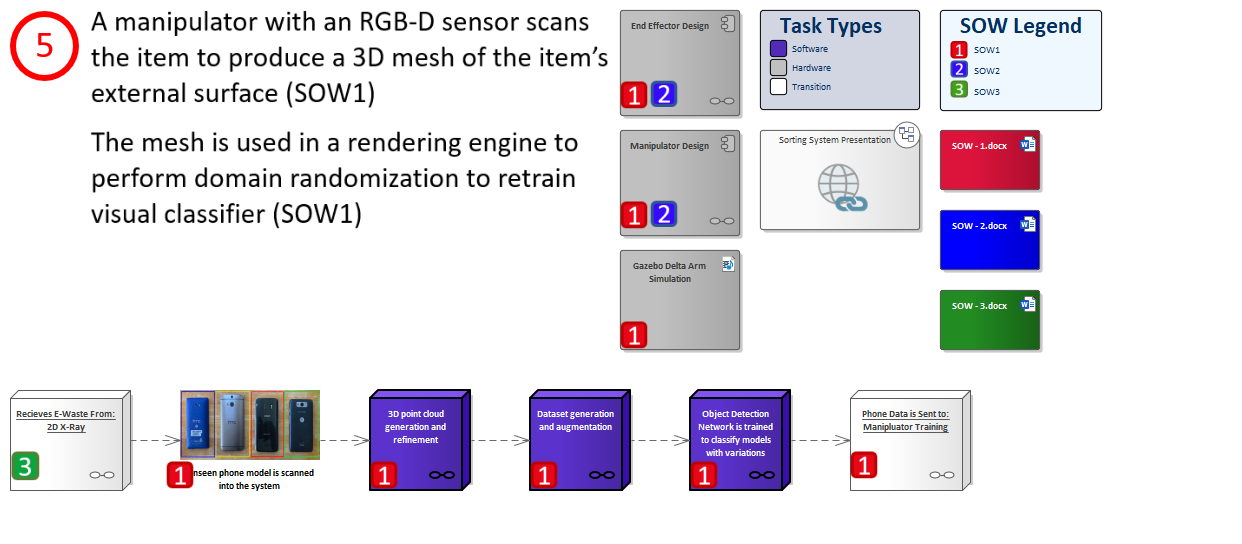 5
A manipulator with an RGB-D sensor scans
the item to produce a 3D mesh of the item's
external surface (SOW1)
The mesh is used in a rendering engine to
perform domain randomization to retrain
visual classifier (SOW1)
End Effector Design
1 2
Task Types
Software
Hardware
Transition
SOW Legend
1 SOW1
2 SOW2
3 SOW3
Manipulator Design
1 2
Sorting System Presentation
SOW - 1.docx
SOW - 2.docx
Gazebo Delta Arm
Simulation
1
SOW - 3.docx
Recieves E-Waste From:
2D X-Ray
3
1
nseen phone model is scanned
into the system
3D point cloud
generation and
refinement
1
Dataset generation
and augmentation
1
Object Detection
Network is trained
to classify models
with variations
1
Phone Data is Sent to:
Manipluator Training
1